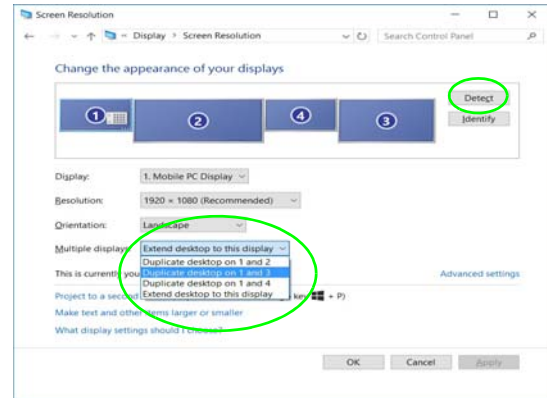 Screen Resolution
Display > Screen Resolution
Search Control Panel
Change the appearance of your displays
1
2
4
3
Detect
Identify
Display: 1. Mobile PC Display
Resolution: 1920 × 1080 (Recommended)
Orientation: Landscape
Multiple displays: Extend desktop to this display
Duplicate desktop on 1 and 2
This is currently you Duplicate desktop on 1 and 3 Advanced settings
Duplicate desktop on 1 and 4
Project to a second Extend desktop to this display key + P)
Make text and other items larger or smaller
What display settings should I choose?
OK Cancel Apply